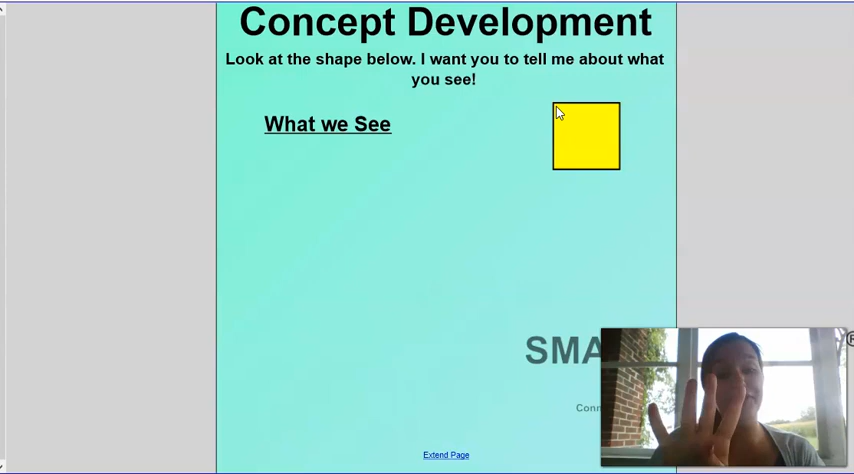 Concept Development
Look at the shape below. I want you to tell me about what
you see!
What we See
SMA
Conn
Extend Page